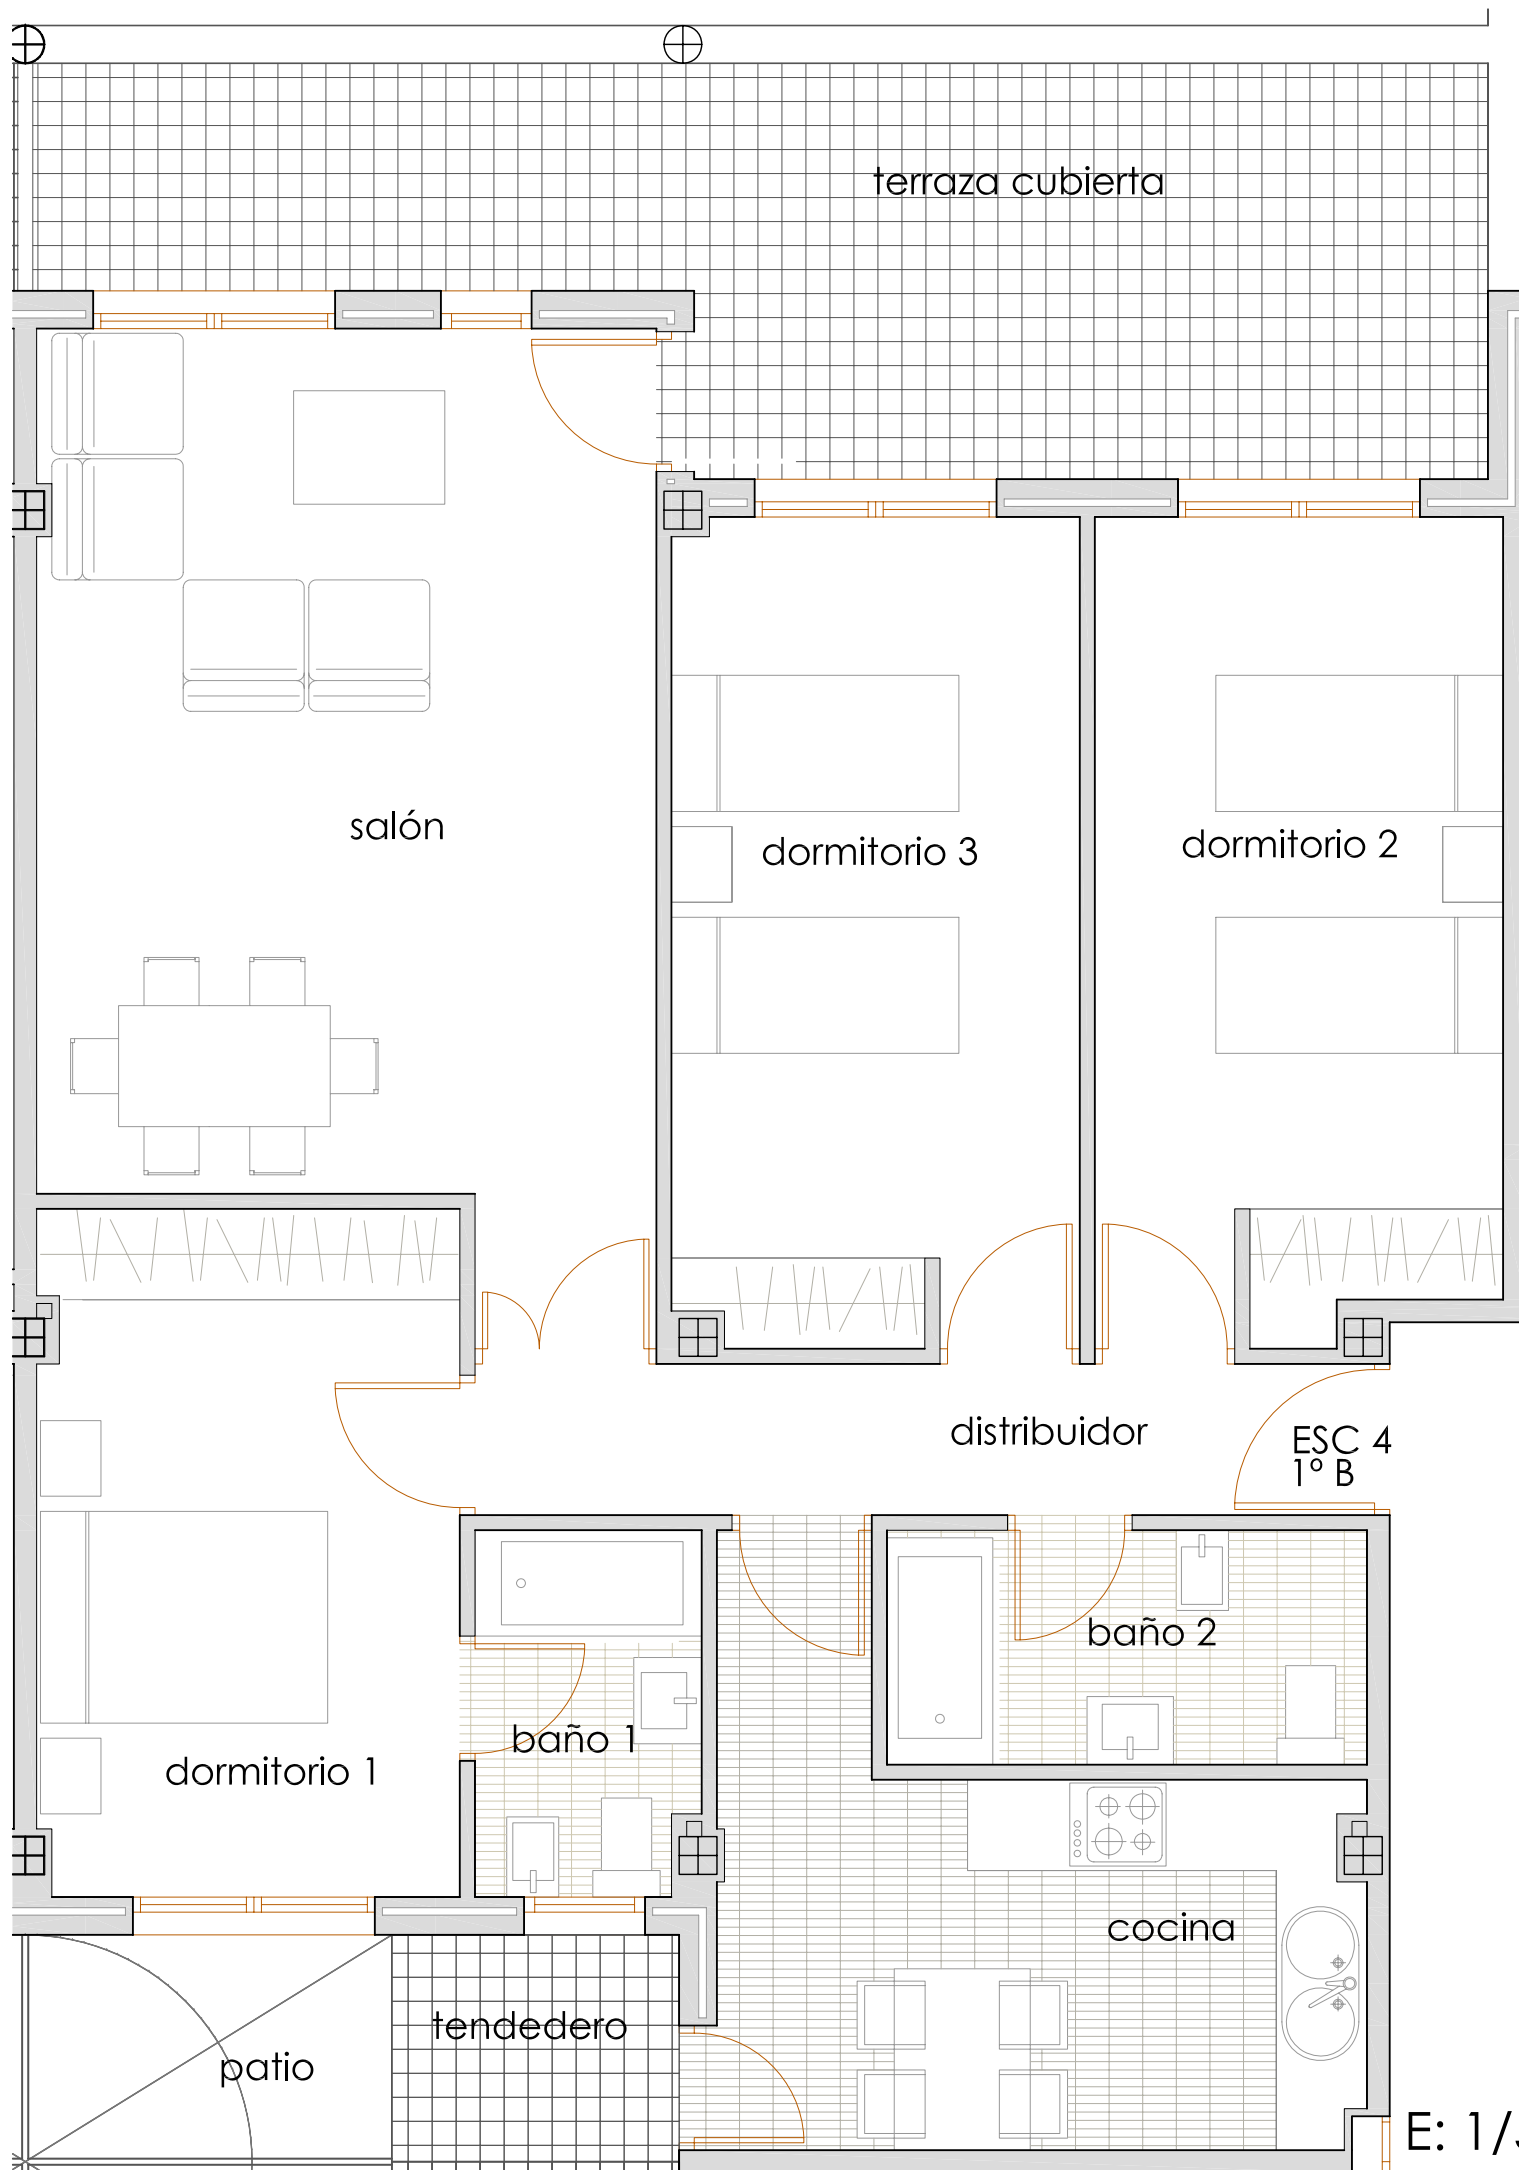 terraza cubierta
salón
dormitorio 3
dormitorio 2
distribuidor
ESC 4
1º B
baño 2
baño 1
dormitorio 1
cocina
tendedero
patio
E: 1/